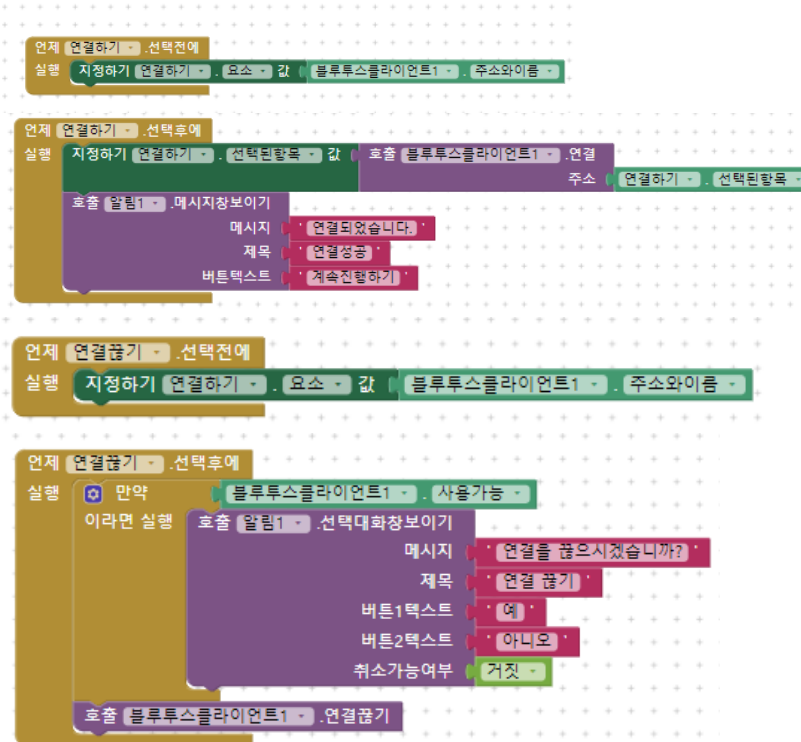 언제 연결하기 .선택전에
실행 지정하기 연결하기 . 요소 값 블루투스클라이언트1 . 주소와이름
언제 연결하기 .선택후에
실행 지정하기 연결하기 . 선택된항목 값 호출 블루투스클라이언트1 .연결
주소 연결하기 . 선택된항목
호출 알림1 .메시지창보이기
메시지 " 연결되었습니다. "
제목 " 연결성공 "
버튼텍스트 " 계속진행하기 "
언제 연결끊기 .선택전에
실행 지정하기 연결하기 . 요소 값 블루투스클라이언트1 . 주소와이름
언제 연결끊기 .선택후에
실행 만약 블루투스클라이언트1 . 사용가능
이라면 실행 호출 알림1 .선택대화창보이기
메시지 " 연결을 끊으시겠습니까? "
제목 " 연결 끊기 "
버튼1텍스트 " 예 "
버튼2텍스트 " 아니오 "
취소가능여부 거짓
호출 블루투스클라이언트1 .연결끊기